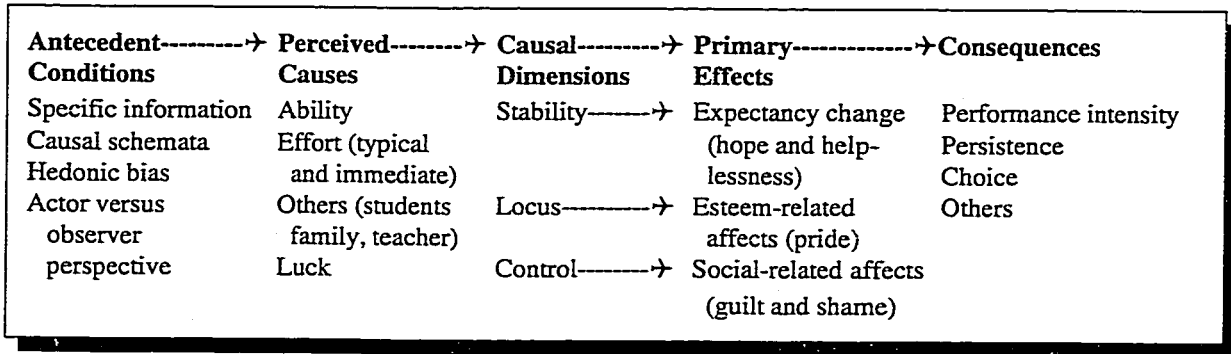 Antecedent---------→ Perceived--------→ Causal---------→ Primary--------------→Consequences
Conditions Causes Dimensions Effects
Specific information Ability Stability------→ Expectancy change Performance intensity
Causal schemata Effort (typical (hope and help- Persistence
Hedonic bias and immediate) lessness) Choice
Actor versus Others (students Locus---------→ Esteem-related Others
observer family, teacher) affects (pride)
perspective Luck Control-------→ Social-related affects
(guilt and shame)